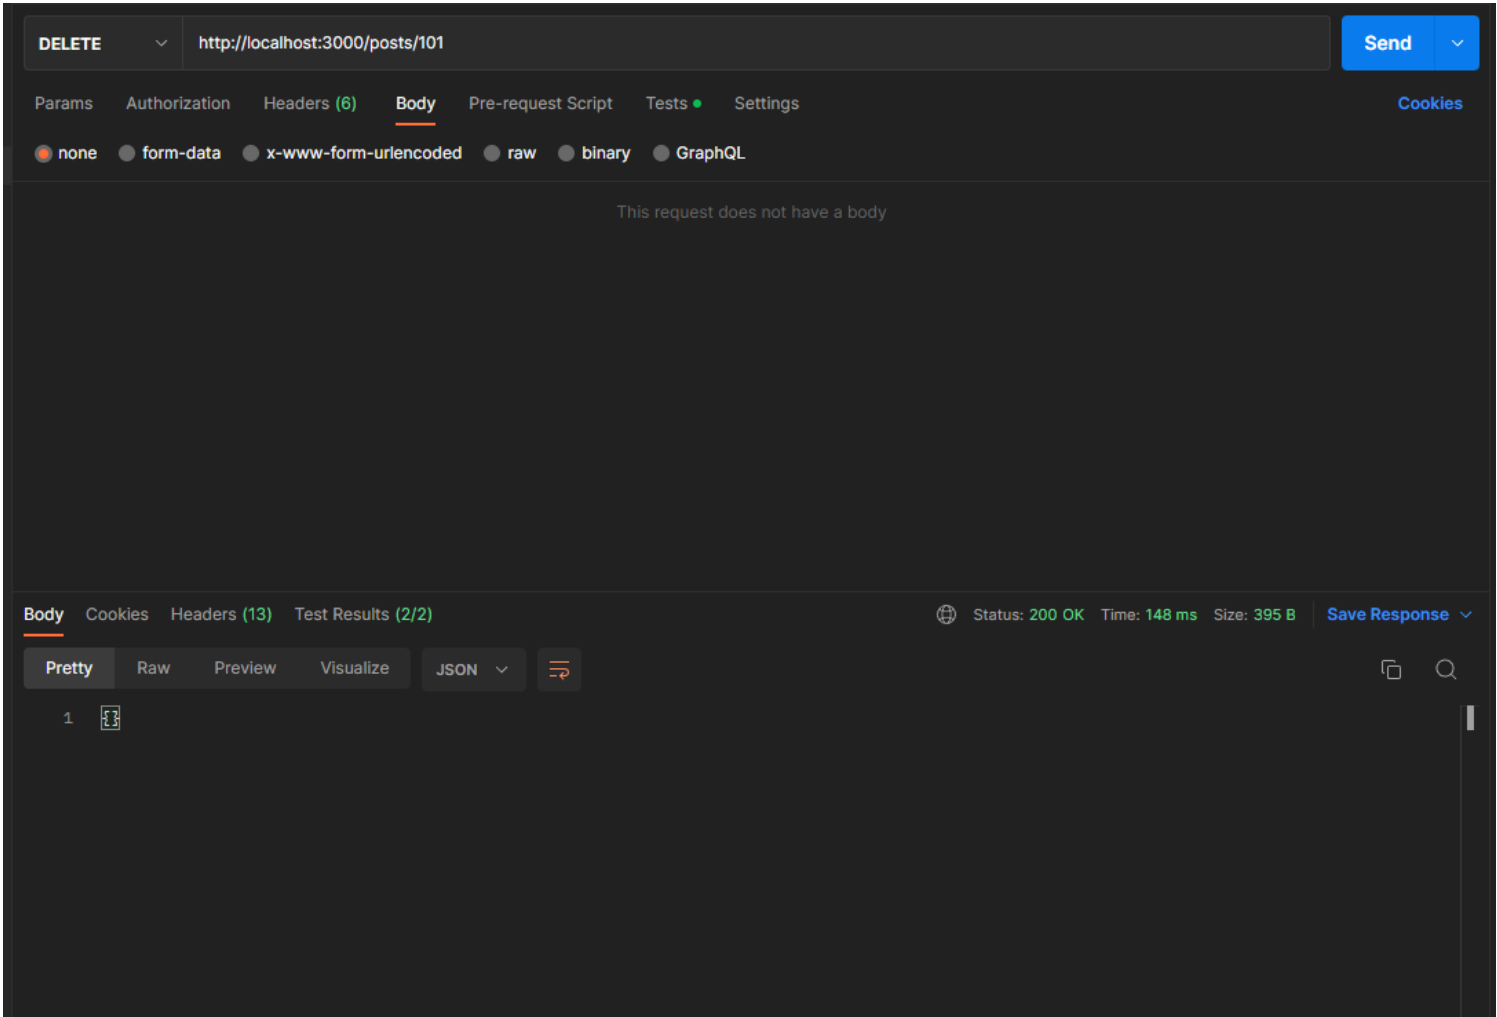 DELETE http://localhost:3000/posts/101 Send
Params Authorization Headers (6) Body Pre-request Script Tests Settings Cookies
none form-data x-www-form-urlencoded raw binary GraphQL
This request does not have a body
Body Cookies Headers (13) Test Results (2/2) Status: 200 OK Time: 148 ms Size: 395 B Save Response
Pretty Raw Preview Visualize JSON
1 {}